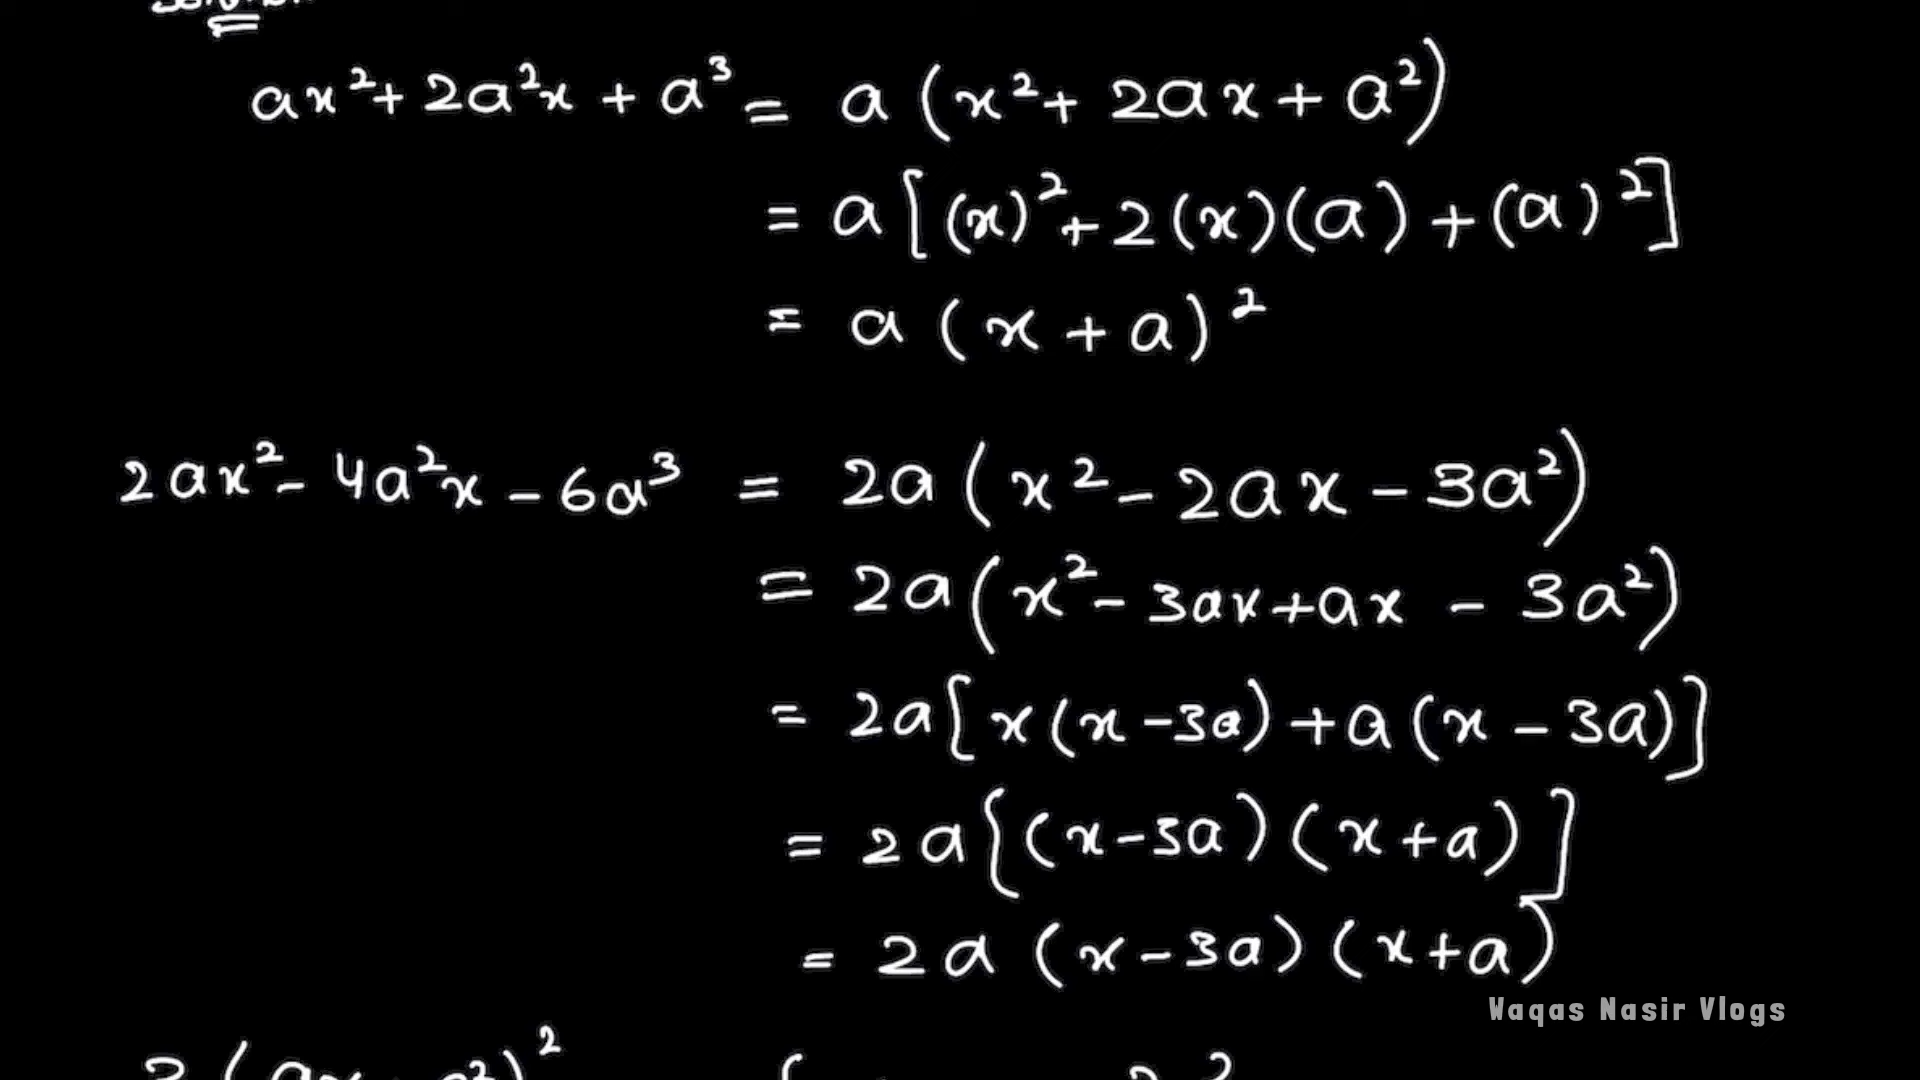 ax²+ 2a²x + a³ = a (x²+ 2ax + a²)
= a [(x)²+ 2(x)(a) + (a)²]
= a (x + a)²
2ax² - 4a²x - 6a³ = 2a (x² - 2ax - 3a²)
= 2a (x² - 3ax + ax - 3a²)
= 2a [x(x - 3a) + a(x - 3a)]
= 2a [(x - 3a) (x + a)]
= 2a (x - 3a) (x + a)
Waqas Nasir Vlogs